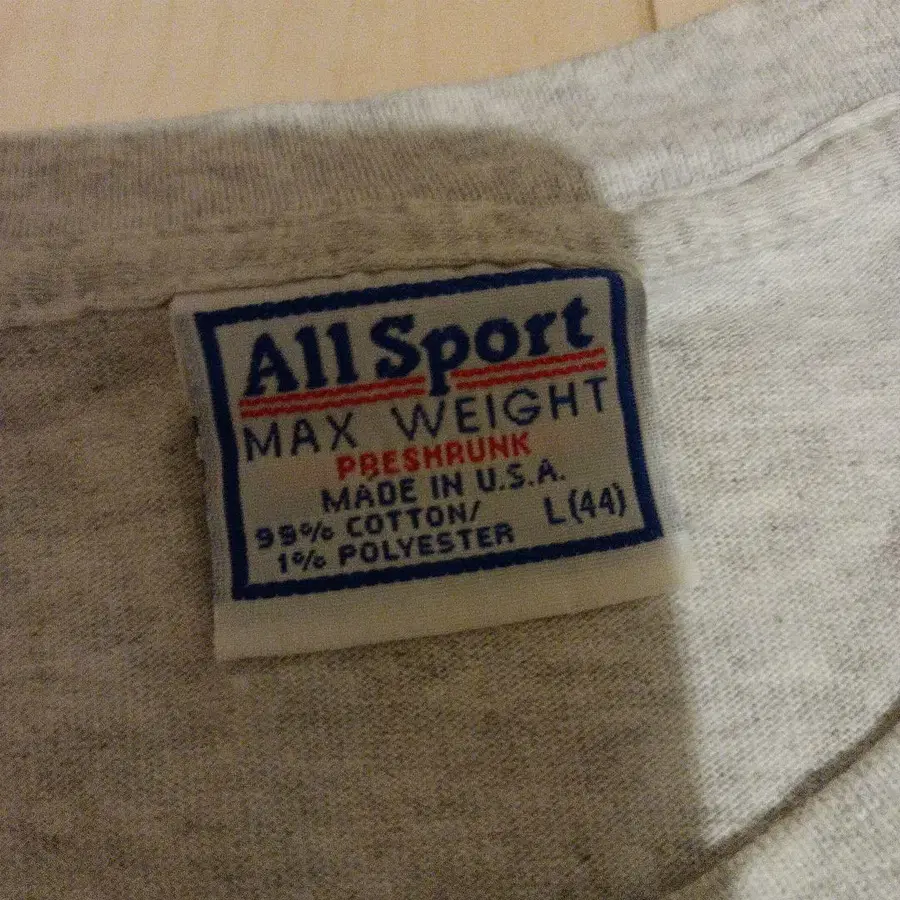 All Sport
MAX WEIGHT
PRESHRUNK
MADE IN U.S.A.
99% COTTON/
1% POLYESTER
L (44)